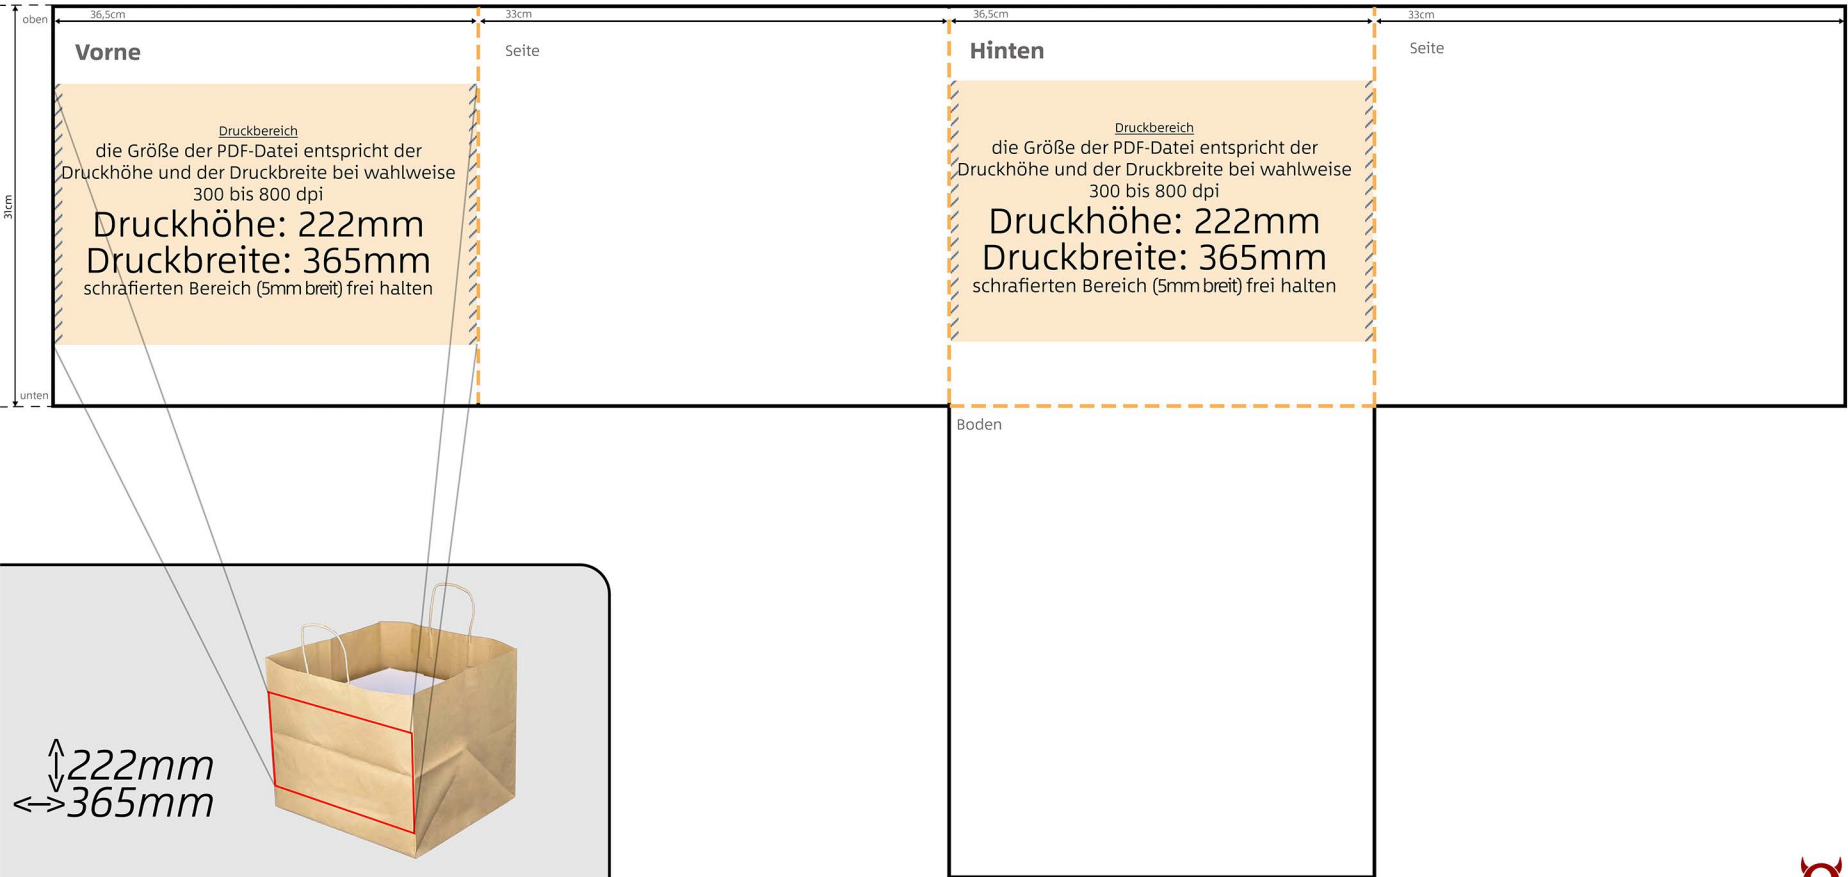 oben
36,5cm
33cm
36,5cm
33cm
Vorne
Seite
Hinten
Seite
Druckbereich
die Größe der PDF-Datei entspricht der
Druckhöhe und der Druckbreite bei wahlweise
300 bis 800 dpi
Druckhöhe: 222mm
Druckbreite: 365mm
schrafierten Bereich (5mm breit) frei halten
Druckbereich
die Größe der PDF-Datei entspricht der
Druckhöhe und der Druckbreite bei wahlweise
300 bis 800 dpi
Druckhöhe: 222mm
Druckbreite: 365mm
schrafierten Bereich (5mm breit) frei halten
31cm
unten
Boden
222mm
365mm